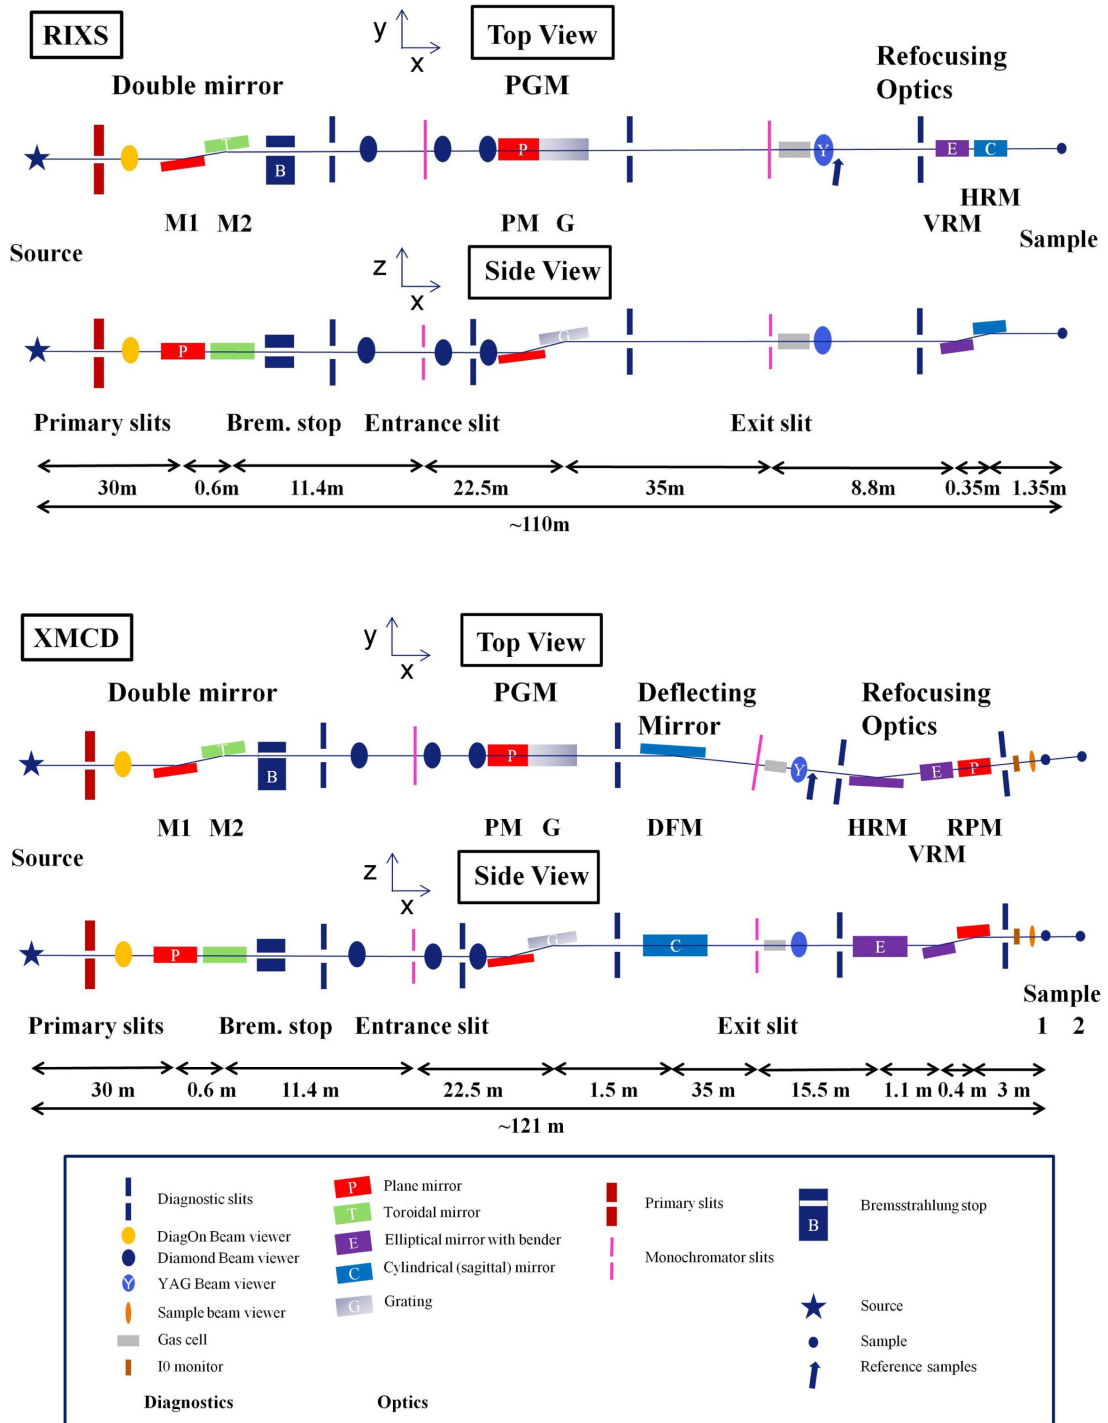 RIXS
y
x
Top View
Double mirror
PGM
Refocusing
Optics
T
B
P
Y
E
C
M1
M2
PM
G
HRM
VRM
Source
Sample
z
x
Side View
P
G
Primary slits
Brem. stop
Entrance slit
Exit slit
30m
0.6m
11.4m
22.5m
35m
8.8m
0.35m
1.35m
~110m
XMCD
y
x
Top View
Double mirror
PGM
Deflecting
Mirror
Refocusing
Optics
T
B
P
Y
E
P
M1
M2
PM
G
DFM
HRM
RPM
VRM
Source
z
x
Side View
P
G
C
E
Sample
1 2
Primary slits
Brem. stop
Entrance slit
Exit slit
30 m
0.6 m
11.4m
22.5 m
1.5 m
35 m
15.5 m
1.1 m
0.4 m
3 m
~121 m
Diagnostic slits
DiagOn Beam viewer
Diamond Beam viewer
Y YAG Beam viewer
Sample beam viewer
Gas cell
I0 monitor
Diagnostics
P Plane mirror
T Toroidal mirror
E Elliptical mirror with bender
C Cylindrical (sagittal) mirror
G Grating
Optics
Primary slits
Monochromator slits
B Bremsstrahlung stop
Source
Sample
Reference samples